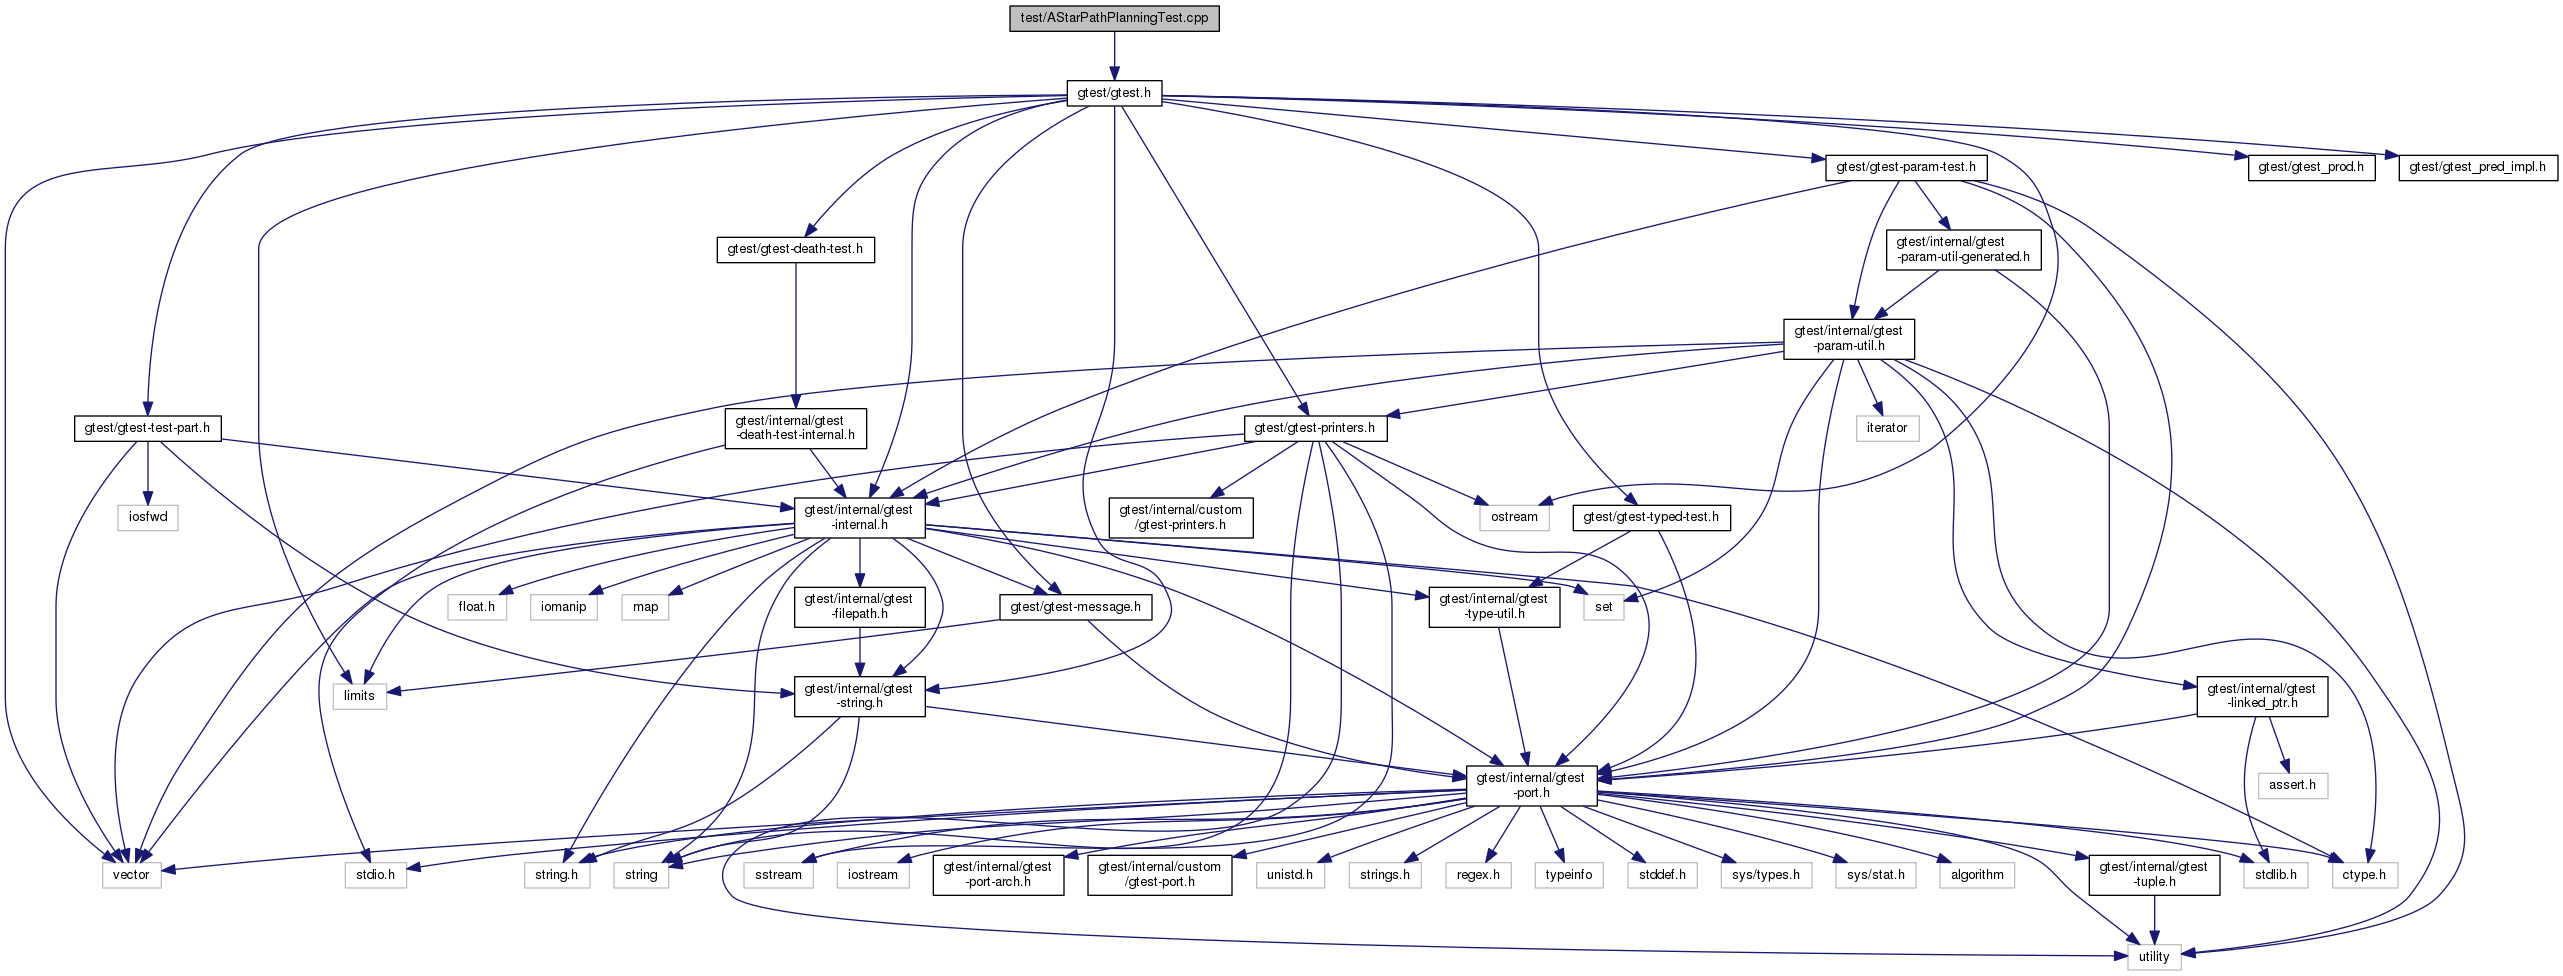 test/AStarPathPlanningTest.cpp
gtest/gtest.h
gtest/gtest-param-test.h
gtest/gtest_prod.h
gtest/gtest_pred_impl.h
gtest/gtest-death-test.h
gtest/internal/gtest
-param-util-generated.h
gtest/internal/gtest
-param-util.h
gtest/gtest-test-part.h
gtest/internal/gtest
-death-test-internal.h
gtest/gtest-printers.h
iterator
iosfwd
gtest/internal/gtest
-internal.h
gtest/internal/custom
/gtest-printers.h
ostream
gtest/gtest-typed-test.h
float.h
iomanip
map
gtest/internal/gtest
-filepath.h
gtest/gtest-message.h
gtest/internal/gtest
-type-util.h
set
limits
gtest/internal/gtest
-string.h
gtest/internal/gtest
-linked_ptr.h
gtest/internal/gtest
-port.h
assert.h
vector
stdio.h
string.h
string
sstream
iostream
gtest/internal/gtest
-port-arch.h
gtest/internal/custom
/gtest-port.h
unistd.h
strings.h
regex.h
typeinfo
stddef.h
sys/types.h
sys/stat.h
algorithm
gtest/internal/gtest
-tuple.h
stdlib.h
ctype.h
utility